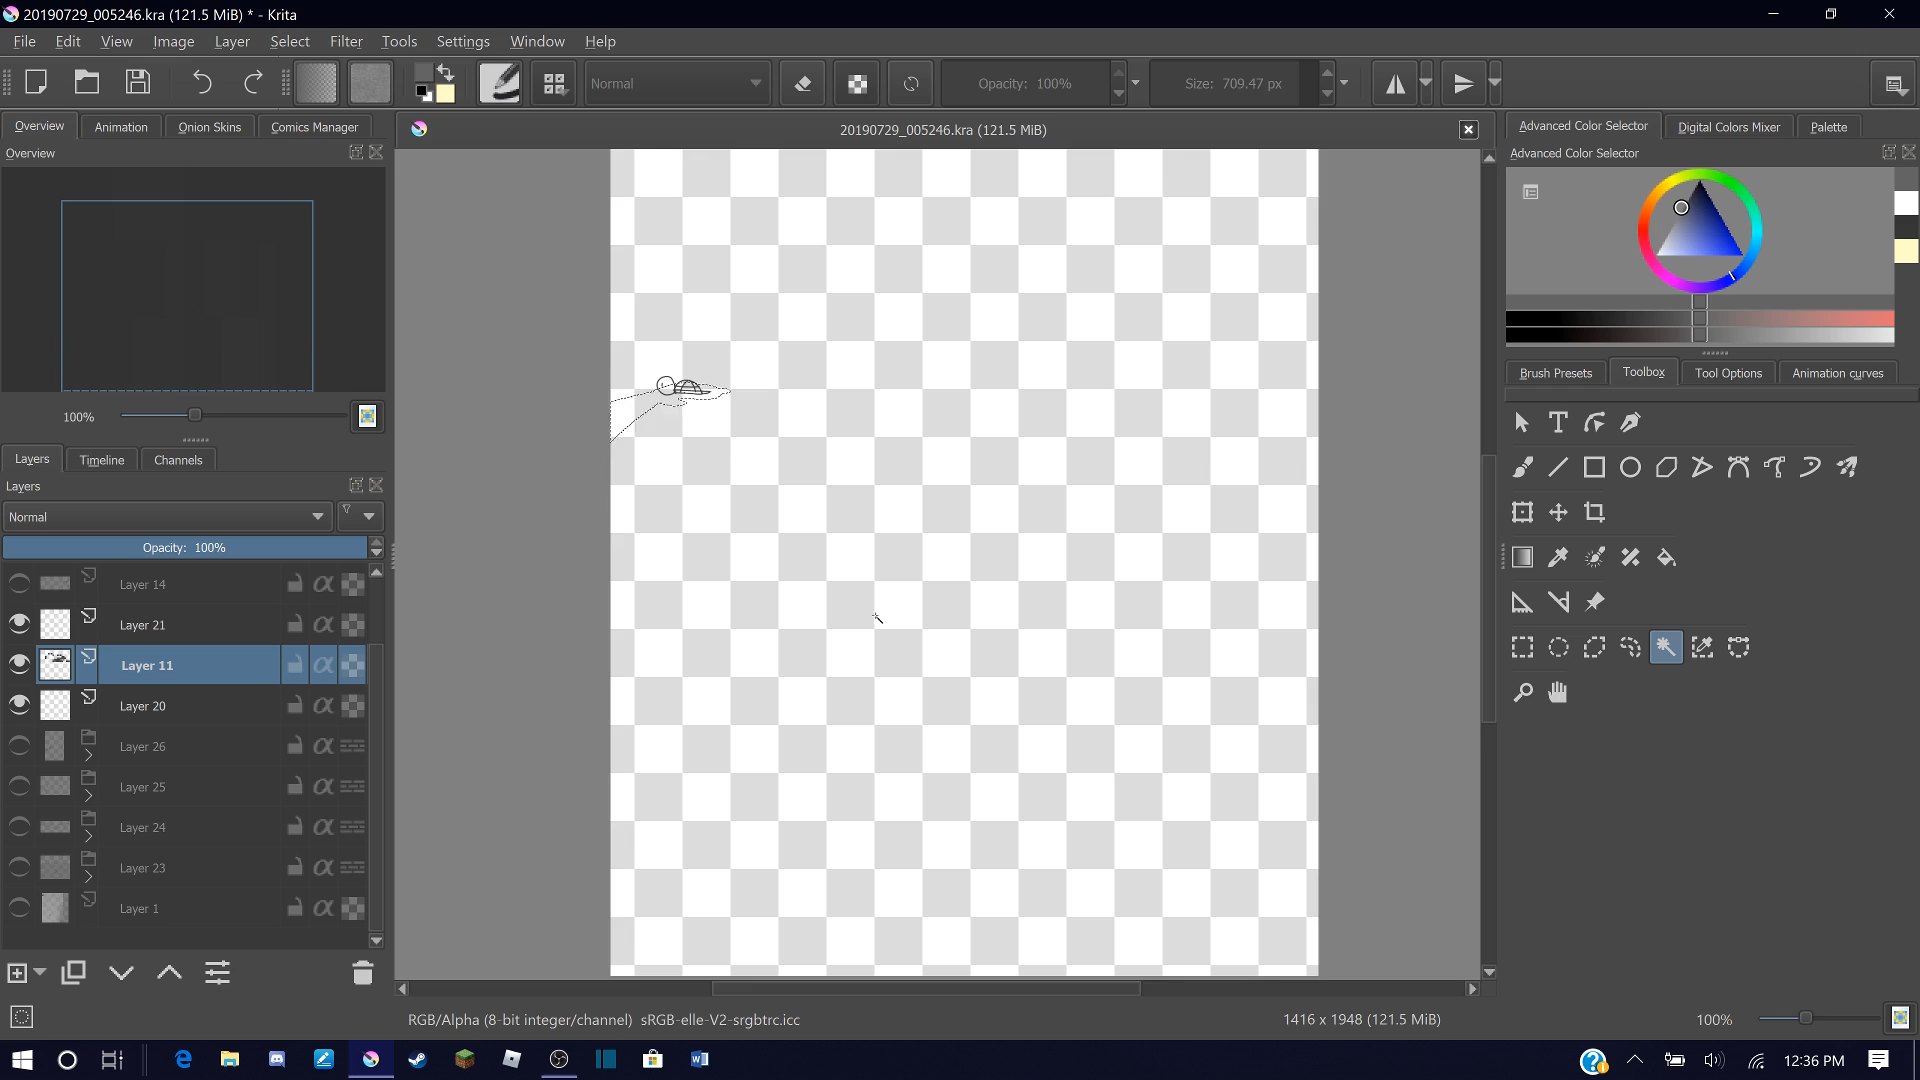 20190729_005246.kra (121.5 MiB) * - Krita
File Edit View Image Layer Select Filter Tools Settings Window Help
Normal Opacity: 100% Size: 709.47 px
Overview Animation Onion Skins Comics Manager
20190729_005246.kra (121.5 MiB)
Advanced Color Selector Digital Colors Mixer Palette
Overview
Advanced Color Selector
Brush Presets Toolbox Tool Options Animation curves
100%
Layers Timeline Channels
Layers
Normal
Opacity: 100%
Layer 14
Layer 21
Layer 11
Layer 20
Layer 26
Layer 25
Layer 24
Layer 23
Layer 1
RGB/Alpha (8-bit integer/channel) sRGB-elle-V2-srgbtrc.icc
1416 x 1948 (121.5 MiB)
100%
12:36 PM